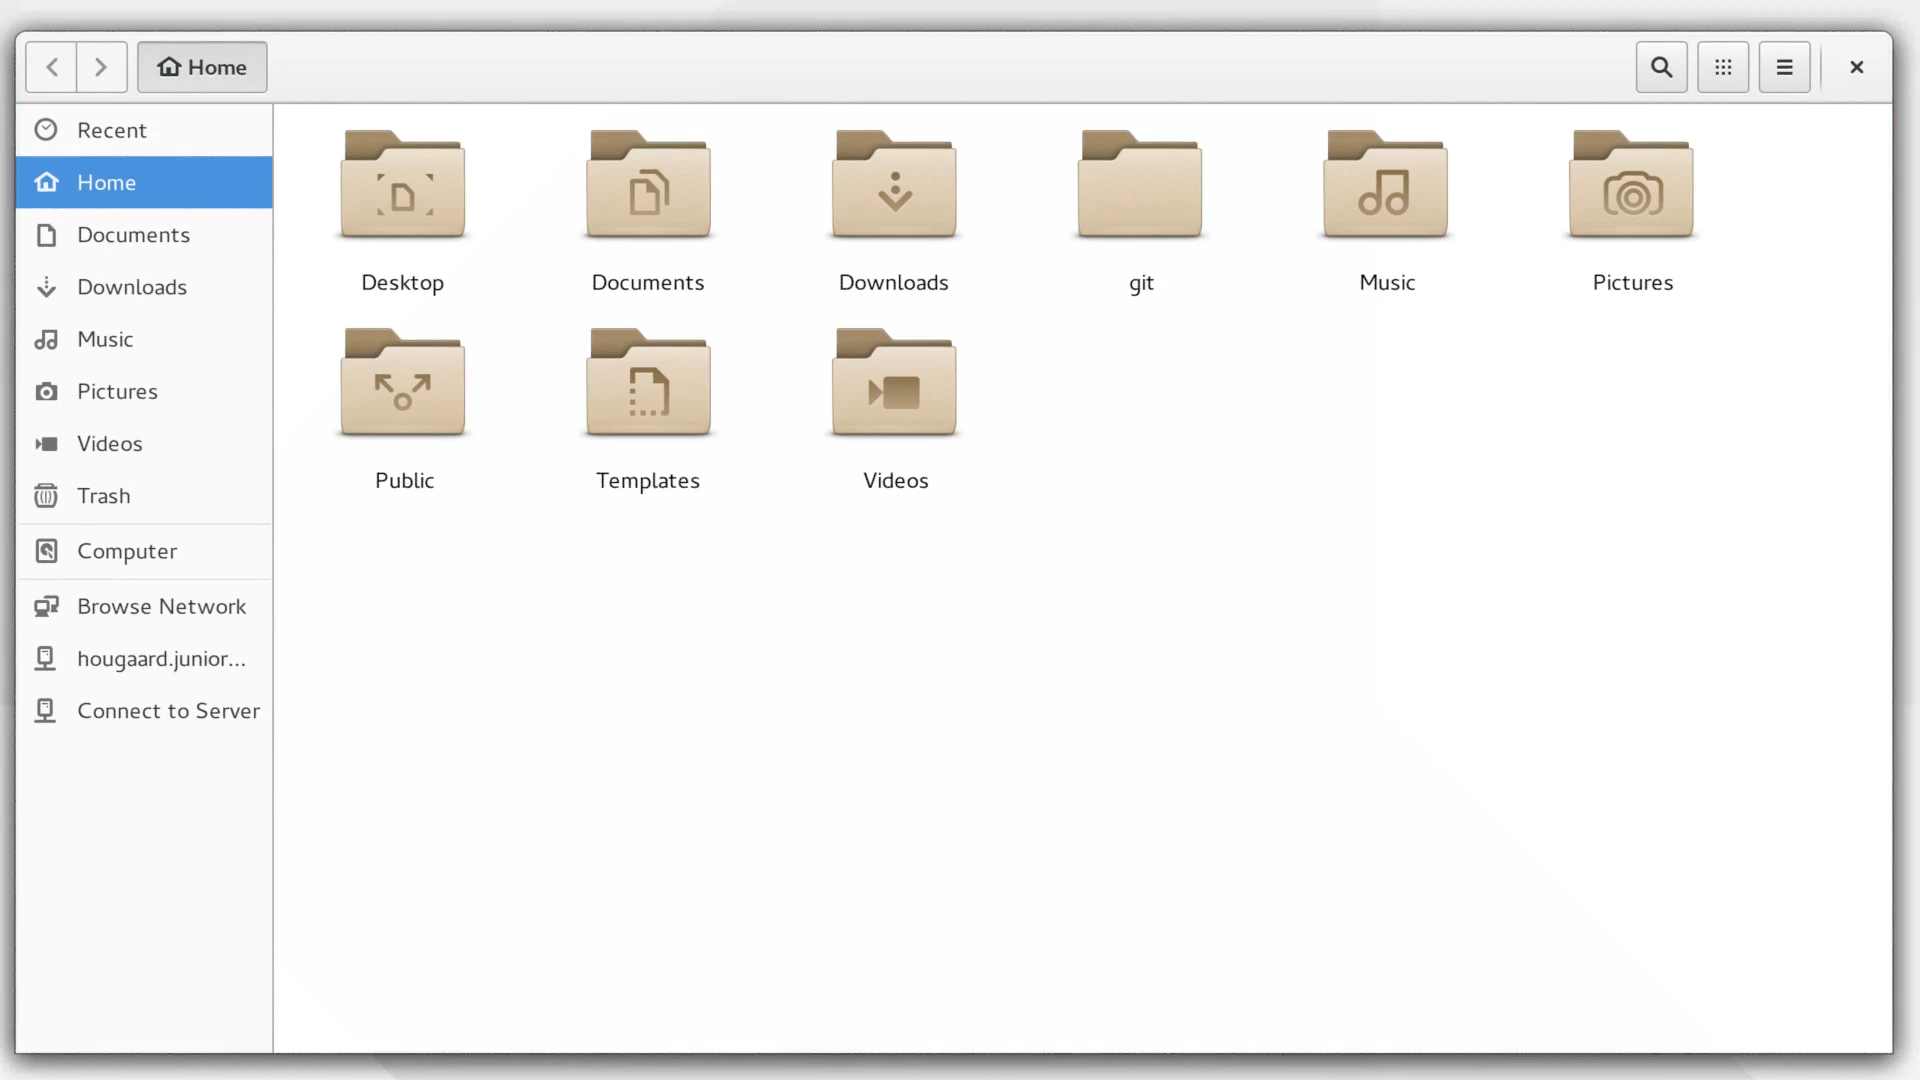 Home
Recent
Home
Documents
Downloads
Music
Pictures
Videos
Trash
Computer
Browse Network
hougaard.junior...
Connect to Server
Desktop
Documents
Downloads
git
Music
Pictures
Public
Templates
Videos